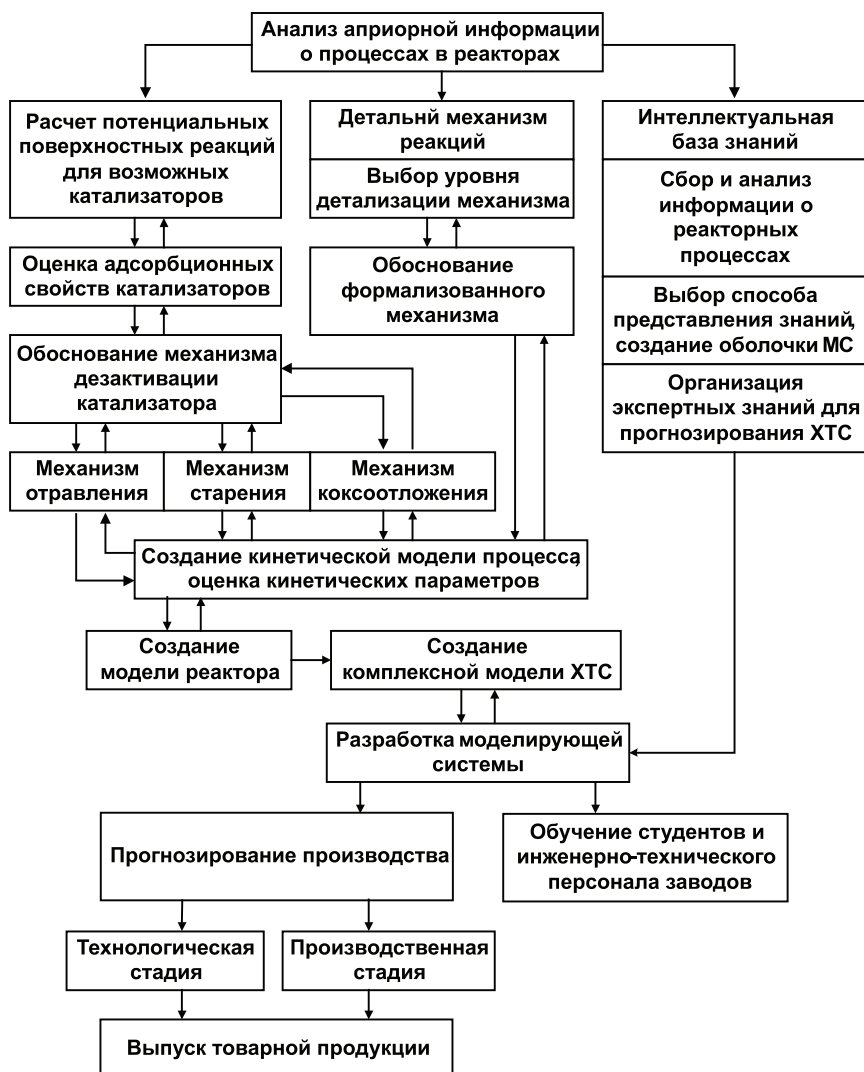 Анализ априорной информации
о процессах в реакторах
Расчет потенциальных
поверхностных реакций
для возможных
катализаторов
Детальнй механизм
реакций
Выбор уровня
детализации механизма
Интеллектуальная
база знаний
Сбор и анализ
информации о
реакторных
процессах
Оценка адсорбционных
свойств катализаторов
Обоснование
формализованного
механизма
Выбор способа
представления знаний,
создание оболочки МС
Обоснование механизма
дезактивации
катализатора
Организация
экспертных знаний для
прогнозирования ХТС
Механизм
отравления
Механизм
старения
Механизм
коксоотложения
Создание кинетической модели процесса,
оценка кинетических параметров
Создание
модели реактора
Создание
комплексной модели ХТС
Разработка моделирующей
системы
Прогнозирование производства
Обучение студентов и
инженерно-технического
персонала заводов
Технологическая
стадия
Производственная
стадия
Выпуск товарной продукции